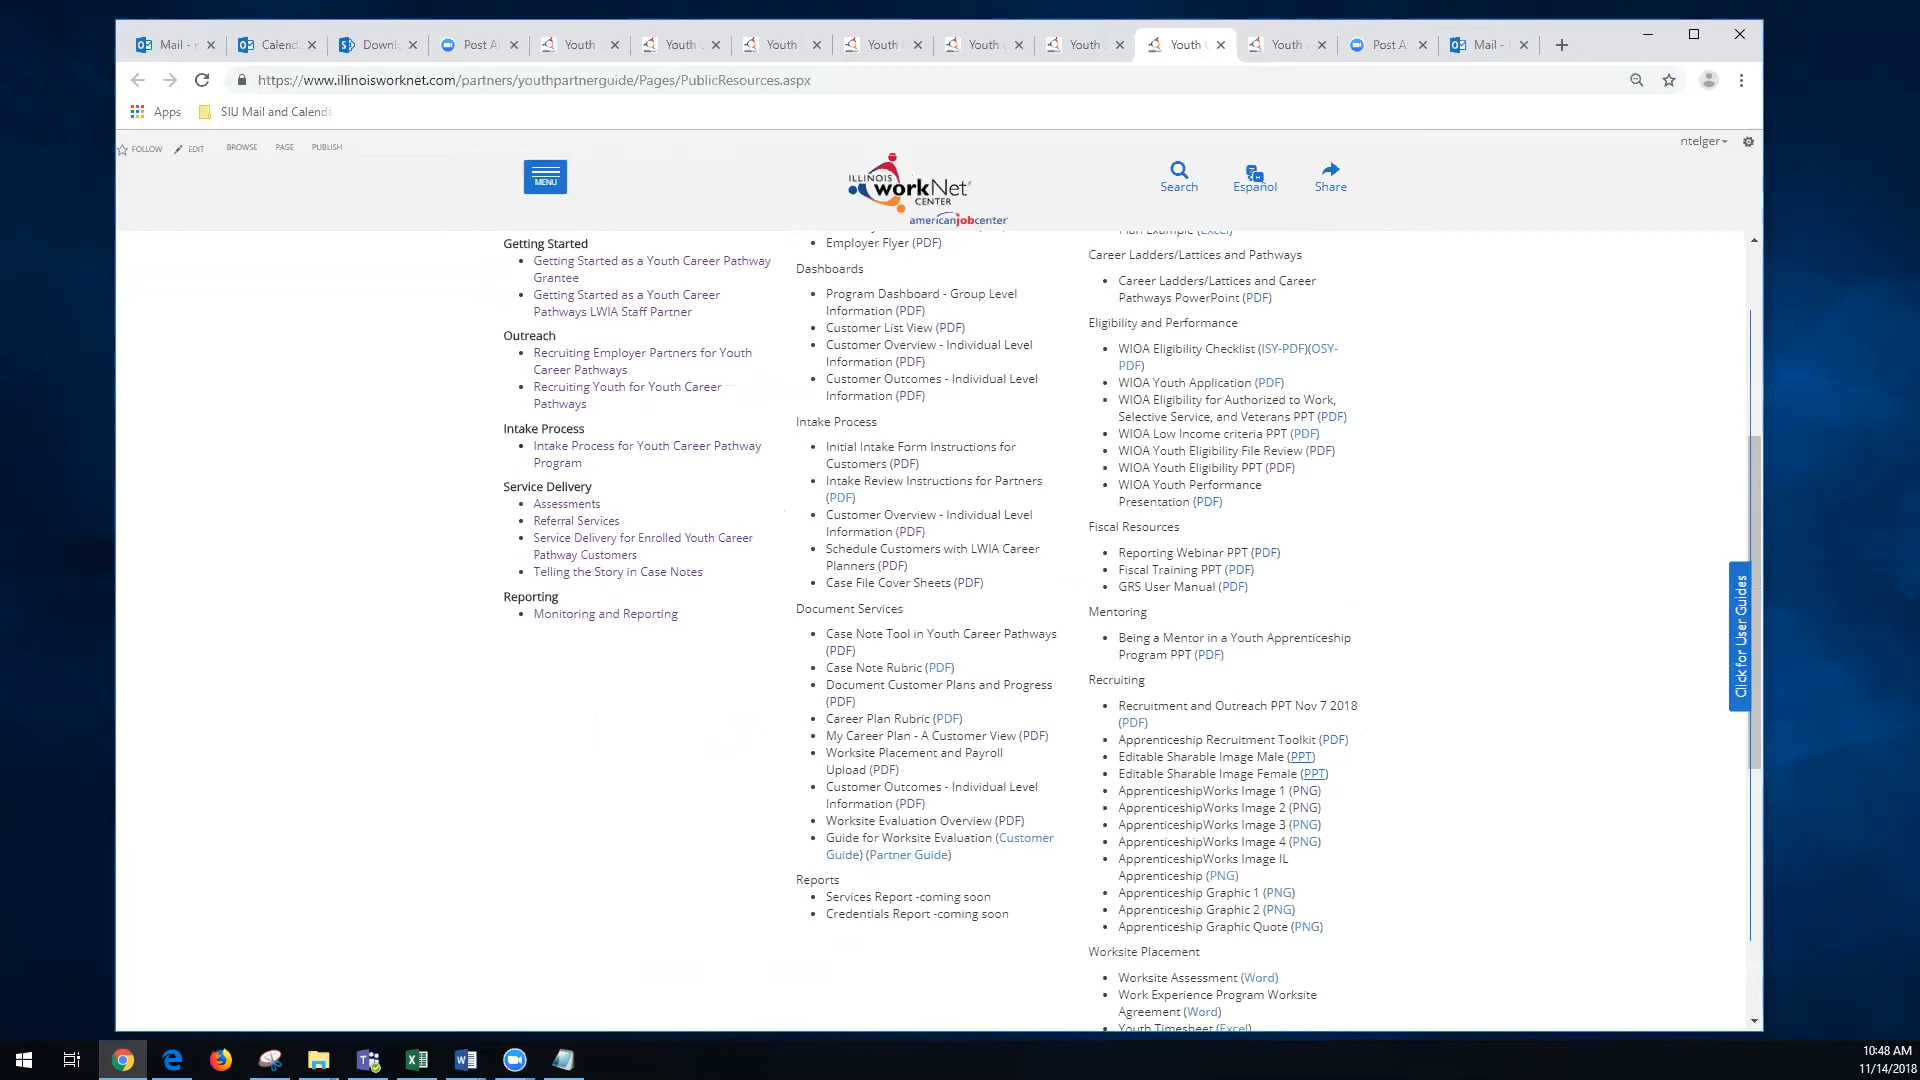 Mail - r
Calend
Downl
Post A
Youth
Youth
Youth
Youth
Youth
Youth
Youth
Youth
Post A
Mail -
https://www.illinoisworknet.com/partners/youthpartnerguide/Pages/PublicResources.aspx
Apps
SIU Mail and Calenda
FOLLOW
EDIT
BROWSE
PAGE
PUBLISH
ntelger
MENU
ILLINOIS
workNet
CENTER
americanjobcenter
Search
Español
Share
Getting Started
• Getting Started as a Youth Career Pathway
Grantee
• Getting Started as a Youth Career
Pathways LWIA Staff Partner
Outreach
• Recruiting Employer Partners for Youth
Career Pathways
• Recruiting Youth for Youth Career
Pathways
Intake Process
• Intake Process for Youth Career Pathway
Program
Service Delivery
• Assessments
• Referral Services
• Service Delivery for Enrolled Youth Career
Pathway Customers
• Telling the Story in Case Notes
Reporting
• Monitoring and Reporting
• Employer Flyer (PDF)
Dashboards
• Program Dashboard - Group Level
Information (PDF)
• Customer List View (PDF)
• Customer Overview - Individual Level
Information (PDF)
• Customer Outcomes - Individual Level
Information (PDF)
Intake Process
• Initial Intake Form Instructions for
Customers (PDF)
• Intake Review Instructions for Partners
(PDF)
• Customer Overview - Individual Level
Information (PDF)
• Schedule Customers with LWIA Career
Planners (PDF)
• Case File Cover Sheets (PDF)
Document Services
• Case Note Tool in Youth Career Pathways
(PDF)
• Case Note Rubric (PDF)
• Document Customer Plans and Progress
(PDF)
• Career Plan Rubric (PDF)
• My Career Plan - A Customer View (PDF)
• Worksite Placement and Payroll
Upload (PDF)
• Customer Outcomes - Individual Level
Information (PDF)
• Worksite Evaluation Overview (PDF)
• Guide for Worksite Evaluation (Customer
Guide) (Partner Guide)
Reports
• Services Report -coming soon
• Credentials Report -coming soon
Plan Example (Excel)
Career Ladders/Lattices and Pathways
• Career Ladders/Lattices and Career
Pathways PowerPoint (PDF)
Eligibility and Performance
• WIOA Eligibility Checklist (ISY-PDF)(OSY-
PDF)
• WIOA Youth Application (PDF)
• WIOA Eligibility for Authorized to Work,
Selective Service, and Veterans PPT (PDF)
• WIOA Low Income criteria PPT (PDF)
• WIOA Youth Eligibility File Review (PDF)
• WIOA Youth Eligibility PPT (PDF)
• WIOA Youth Performance
Presentation (PDF)
Fiscal Resources
• Reporting Webinar PPT (PDF)
• Fiscal Training PPT (PDF)
• GRS User Manual (PDF)
Mentoring
• Being a Mentor in a Youth Apprenticeship
Program PPT (PDF)
Recruiting
• Recruitment and Outreach PPT Nov 7 2018
(PDF)
• Apprenticeship Recruitment Toolkit (PDF)
• Editable Sharable Image Male (PPT)
• Editable Sharable Image Female (PPT)
• ApprenticeshipWorks Image 1 (PNG)
• ApprenticeshipWorks Image 2 (PNG)
• ApprenticeshipWorks Image 3 (PNG)
• ApprenticeshipWorks Image 4 (PNG)
• ApprenticeshipWorks Image IL
Apprenticeship (PNG)
• Apprenticeship Graphic 1 (PNG)
• Apprenticeship Graphic 2 (PNG)
• Apprenticeship Graphic Quote (PNG)
Worksite Placement
• Worksite Assessment (Word)
• Work Experience Program Worksite
Agreement (Word)
• Youth Timesheet (Excel)
Click for User Guides
10:48 AM
11/14/2018